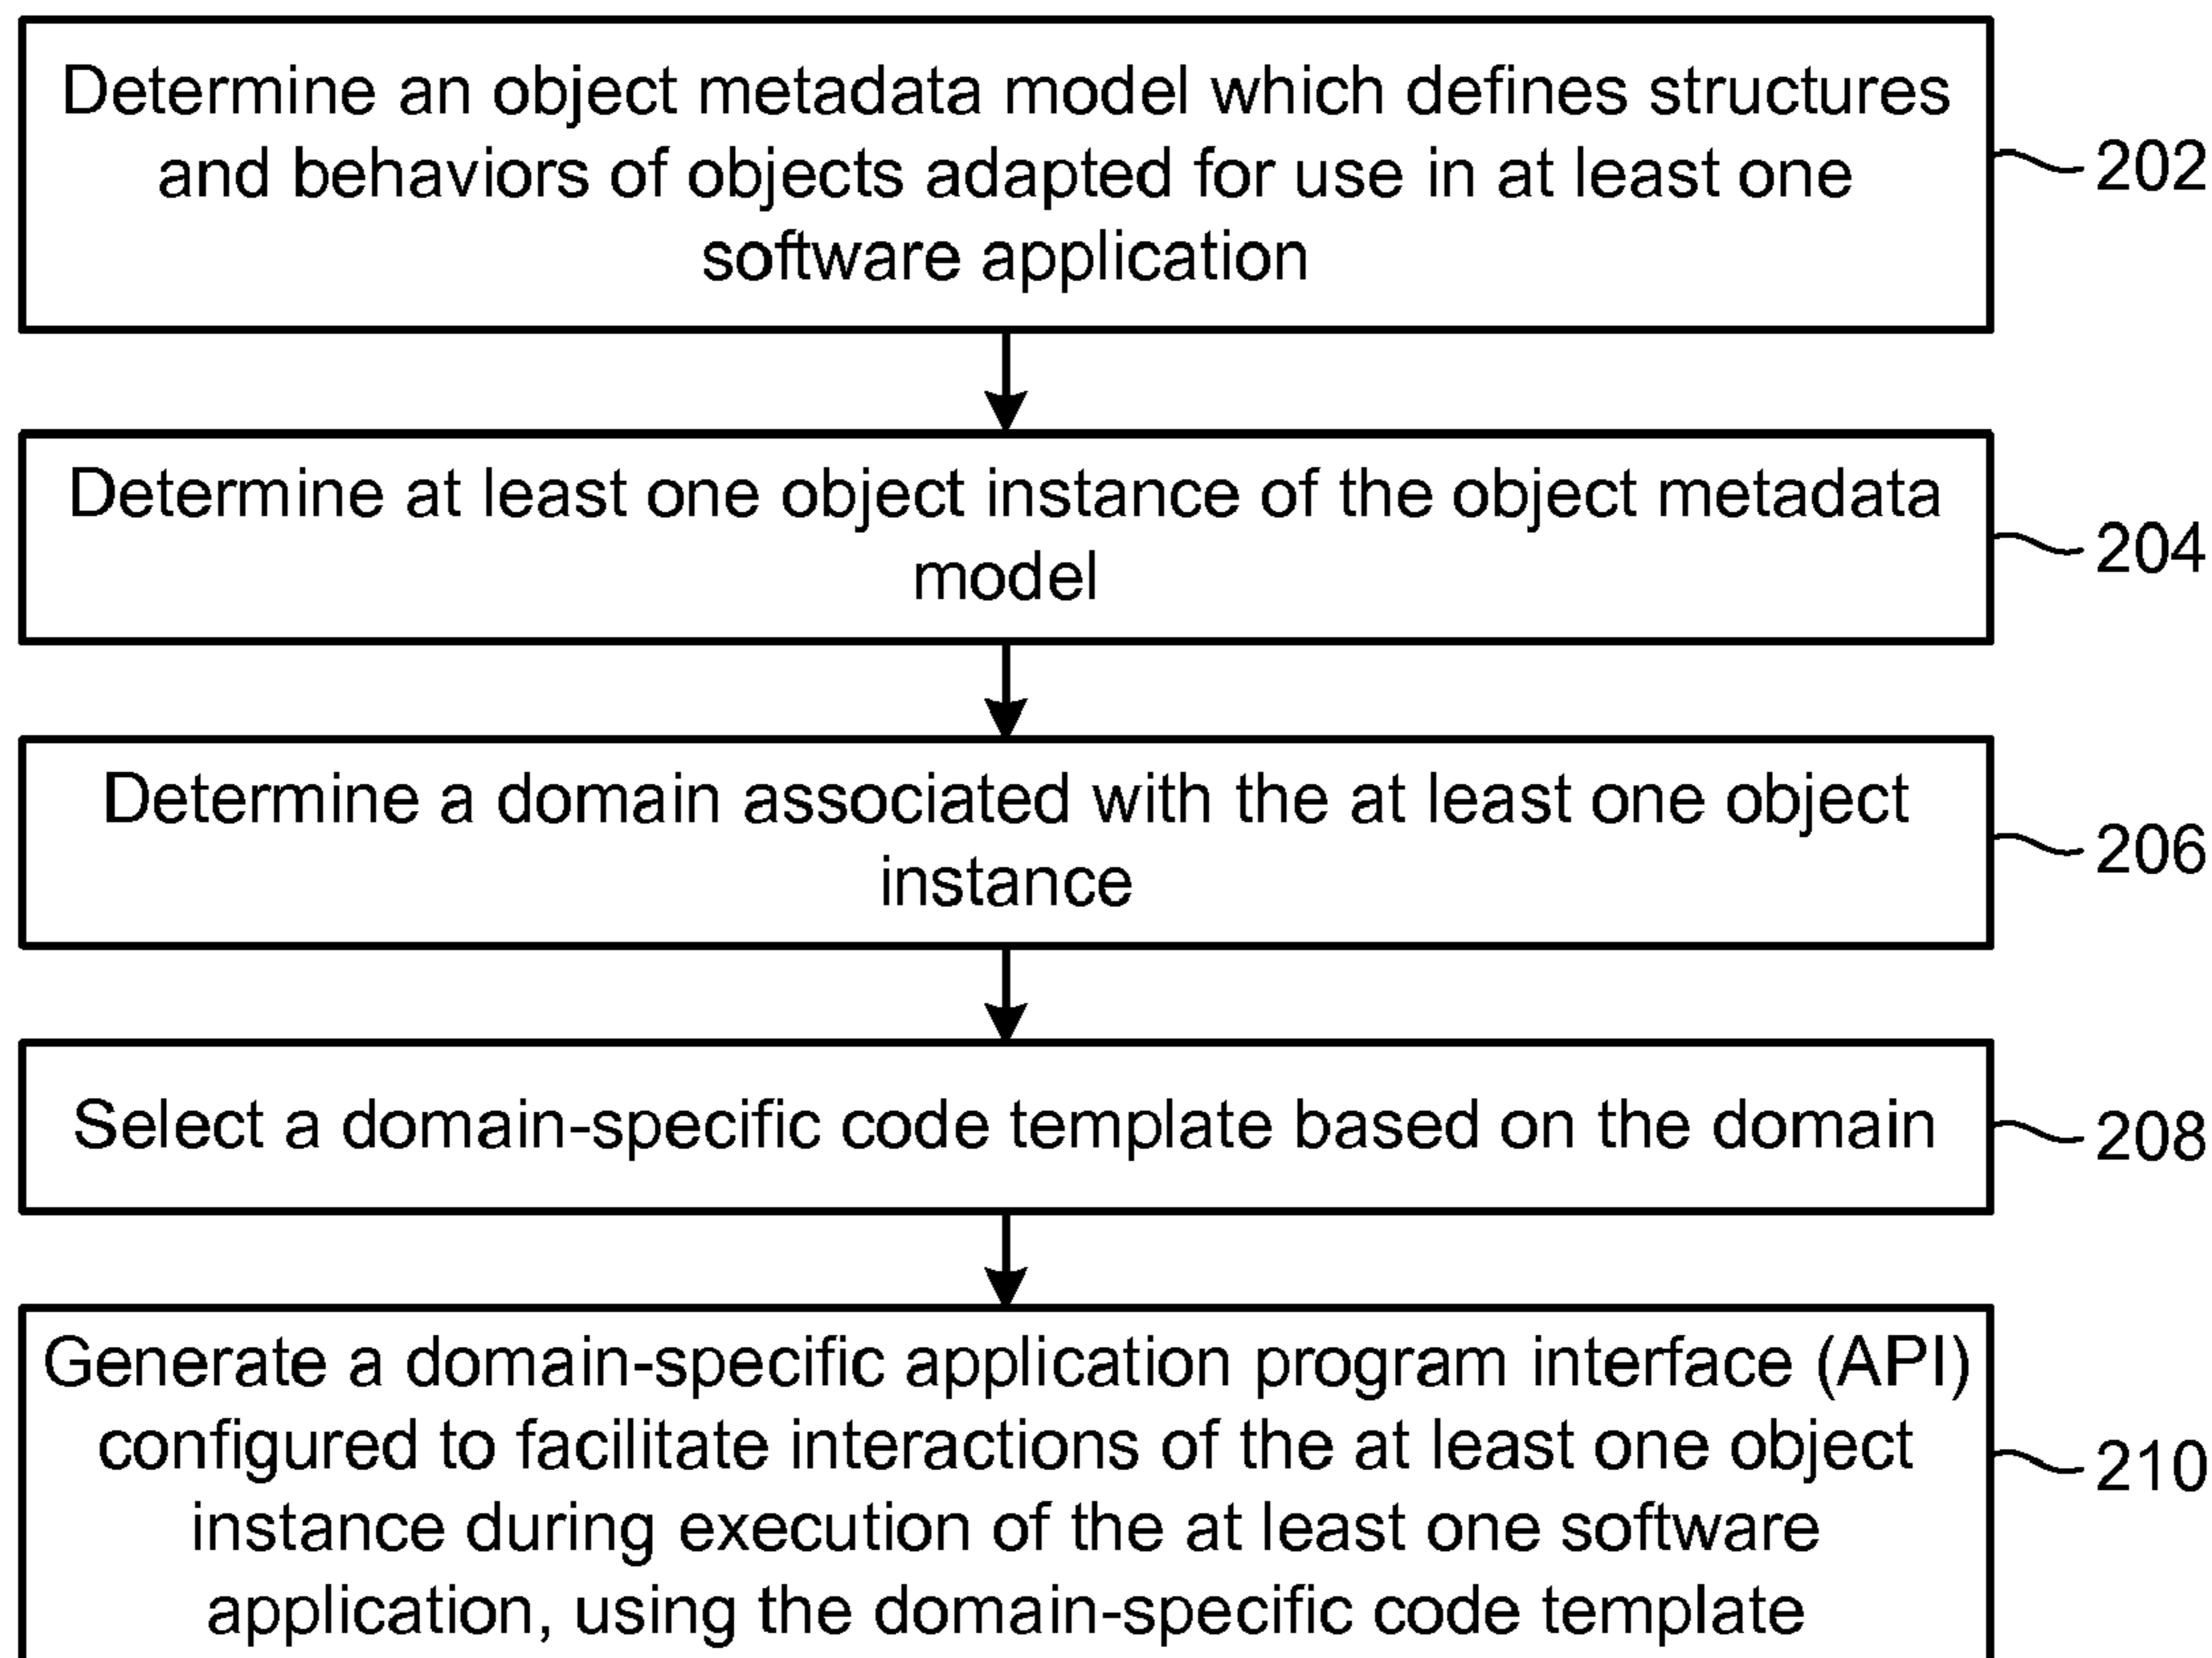 Determine an object metadata model which defines structures
and behaviors of objects adapted for use in at least one
software application
202
Determine at least one object instance of the object metadata
model
204
Determine a domain associated with the at least one object
instance
206
Select a domain-specific code template based on the domain
208
Generate a domain-specific application program interface (API)
configured to facilitate interactions of the at least one object
instance during execution of the at least one software
application, using the domain-specific code template
210